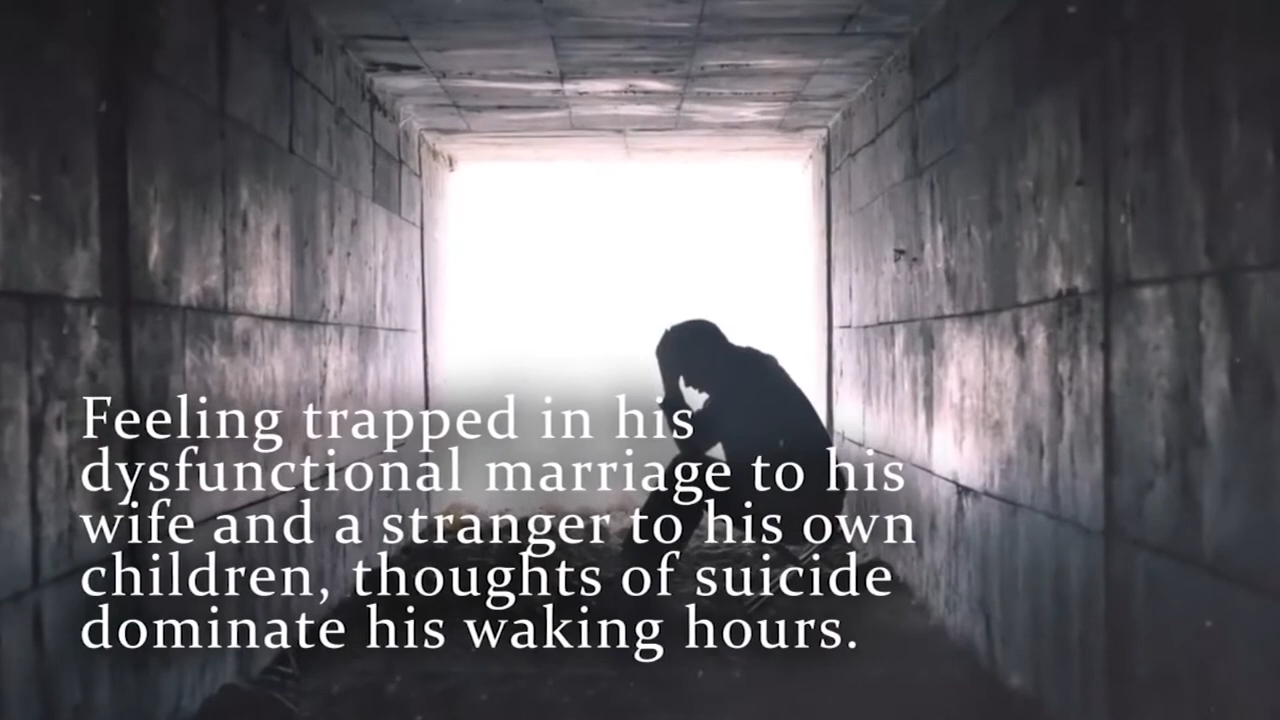 Feeling trapped in his
dysfunctional marriage to his
wife and a stranger to his own
children, thoughts of suicide
dominate his waking hours.